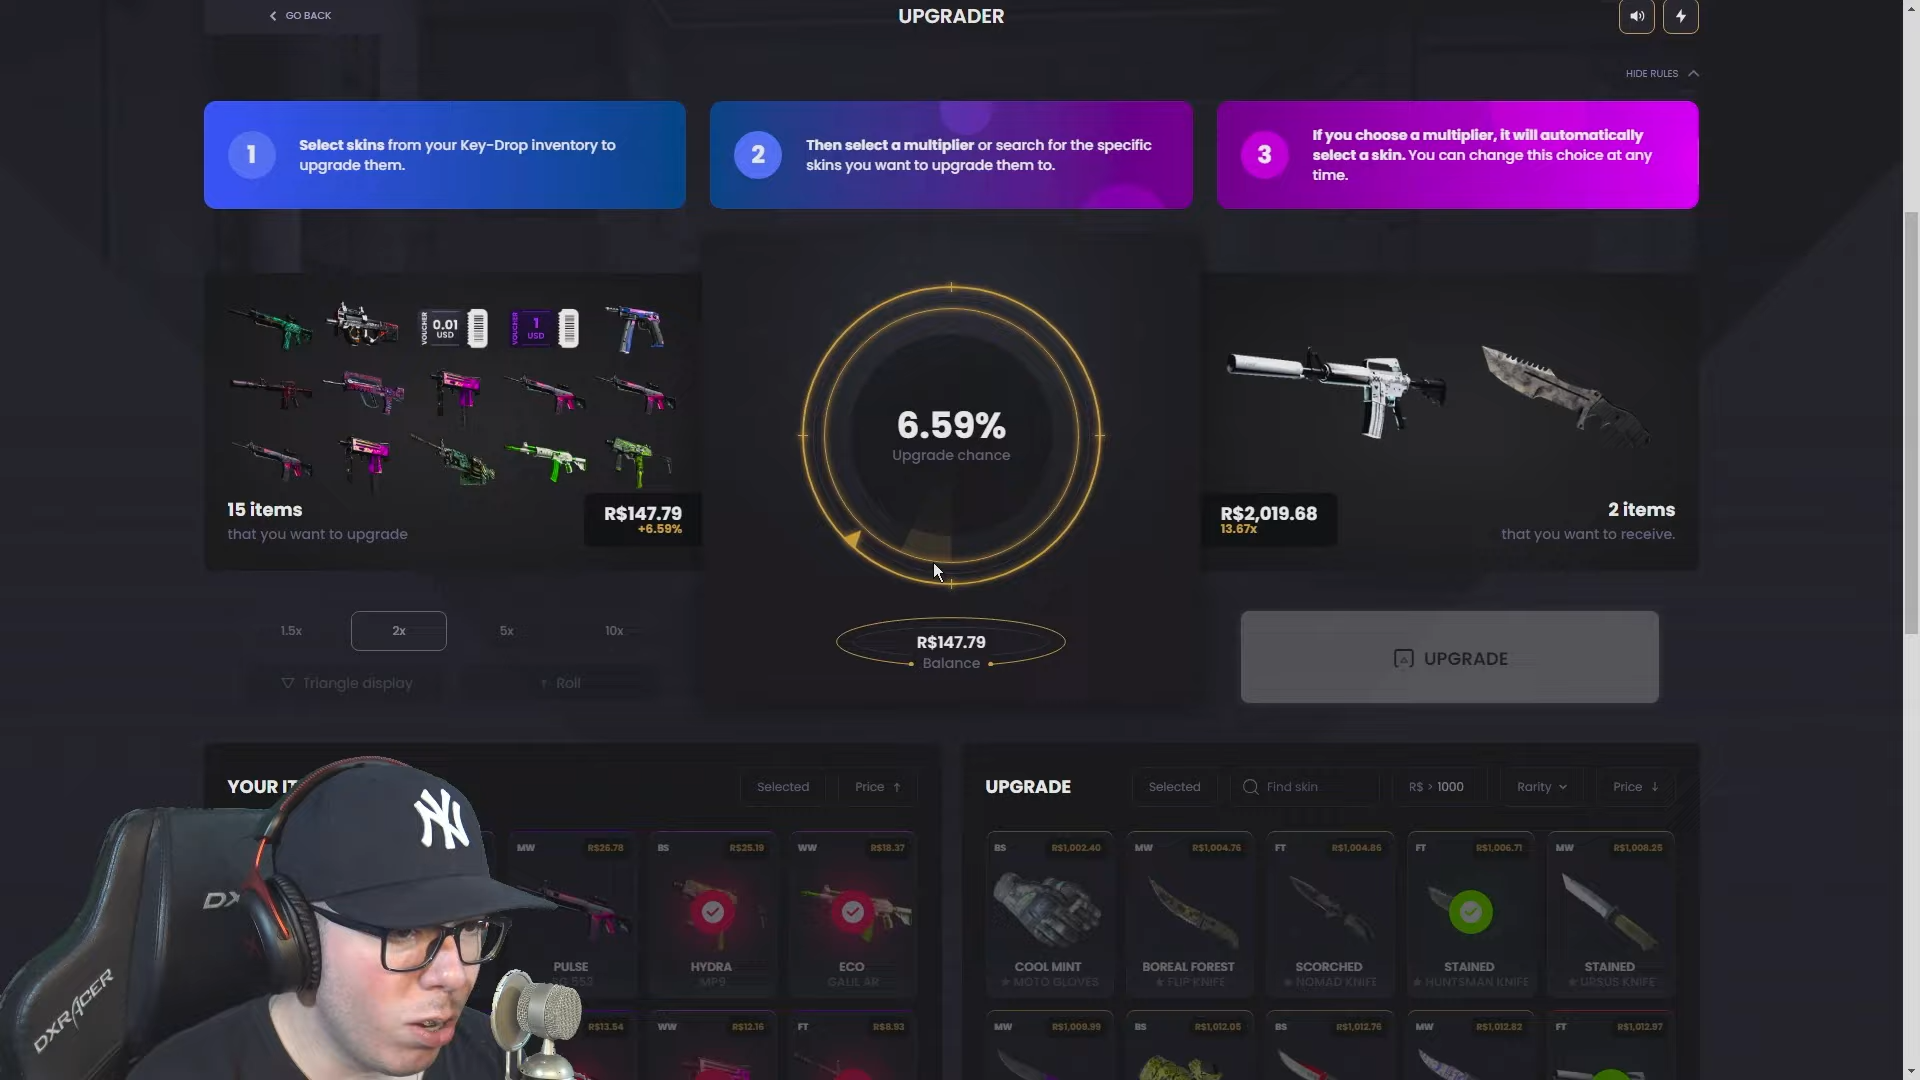 GO BACK
UPGRADER
HIDE RULES
1
Select skins from your Key-Drop inventory to
upgrade them.
2
Then select a multiplier or search for the specific
skins you want to upgrade them to.
3
If you choose a multiplier, it will automatically
select a skin. You can change this choice at any
time.
VOUCHER
0.01
USD
VOUCHER
1
USD
6.59%
Upgrade chance
15 items
that you want to upgrade
R$147.79
+6.59%
R$2,019.68
13.67x
2 items
that you want to receive.
1.5x
2x
5x
10x
R$147.79
Balance
Triangle display
Roll
UPGRADE
YOUR IT
Selected
Price
UPGRADE
Selected
Find skin
R$ > 1000
Rarity
Price
MW
R$26.78
BS
R$25.19
WW
R$18.37
BS
R$1,002.40
MW
R$1,004.76
FT
R$1,004.86
FT
R$1,006.71
MW
R$1,008.25
PULSE
HYDRA
MP9
ECO
GALIL AR
COOL MINT
★ MOTO GLOVES
BOREAL FOREST
★ FLIP KNIFE
SCORCHED
★ NOMAD KNIFE
STAINED
★ HUNTSMAN KNIFE
STAINED
★ URSUS KNIFE
R$13.54
WW
R$12.16
FT
R$8.93
MW
R$1,009.99
BS
R$1,012.05
BS
R$1,012.76
MW
R$1,012.82
FT
R$1,012.97
NY
DXRACER